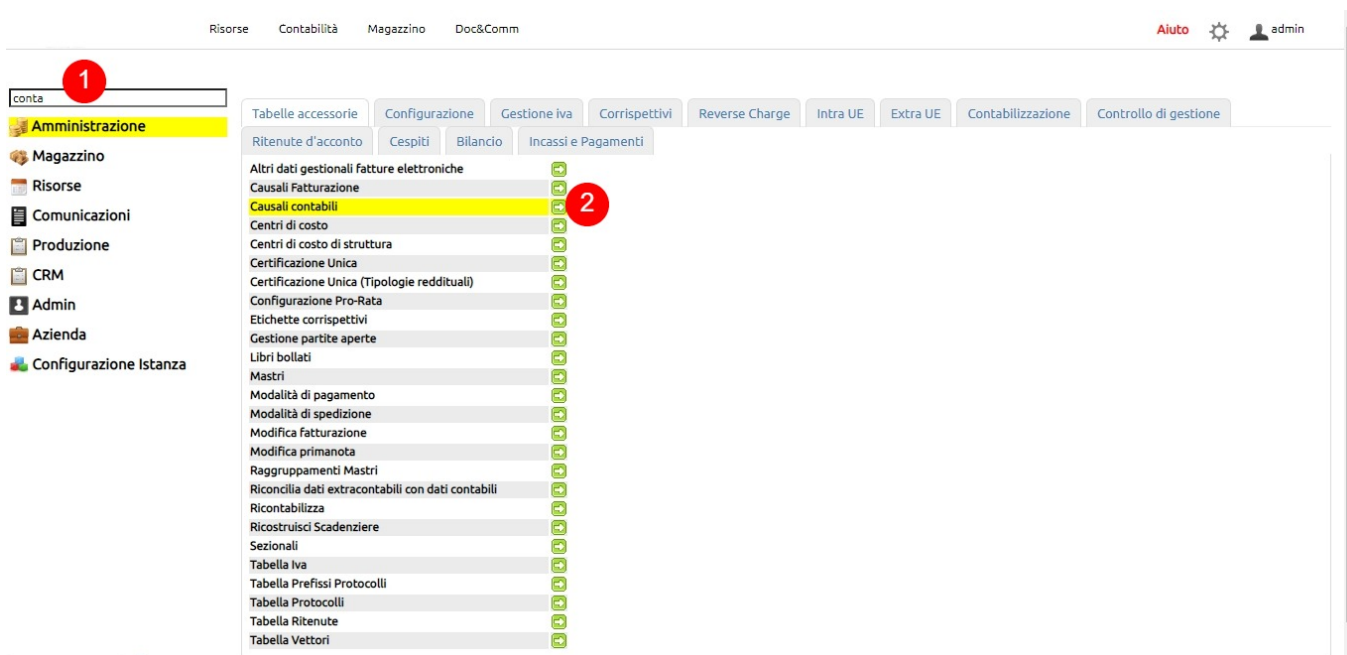 Risorse Contabilità Magazzino Doc&Comm Aiuto admin
1
conta
Tabelle accessorie Configurazione Gestione iva Corrispettivi Reverse Charge Intra UE Extra UE Contabilizzazione Controllo di gestione
Ritenute d'acconto Cespiti Bilancio Incassi e Pagamenti
Amministrazione
Magazzino
Risorse
Comunicazioni
Produzione
CRM
Admin
Azienda
Configurazione Istanza
Altri dati gestionali fatture elettroniche
Causali Fatturazione
Causali contabili
2
Centri di costo
Centri di costo di struttura
Certificazione Unica
Certificazione Unica (Tipologie reddituali)
Configurazione Pro-Rata
Etichette corrispettivi
Gestione partite aperte
Libri bollati
Mastri
Modalità di pagamento
Modalità di spedizione
Modifica fatturazione
Modifica primanota
Raggruppamenti Mastri
Riconcilia dati extracontabili con dati contabili
Ricontabilizza
Ricostruisci Scadenziere
Sezionali
Tabella Iva
Tabella Prefissi Protocolli
Tabella Protocolli
Tabella Ritenute
Tabella Vettori